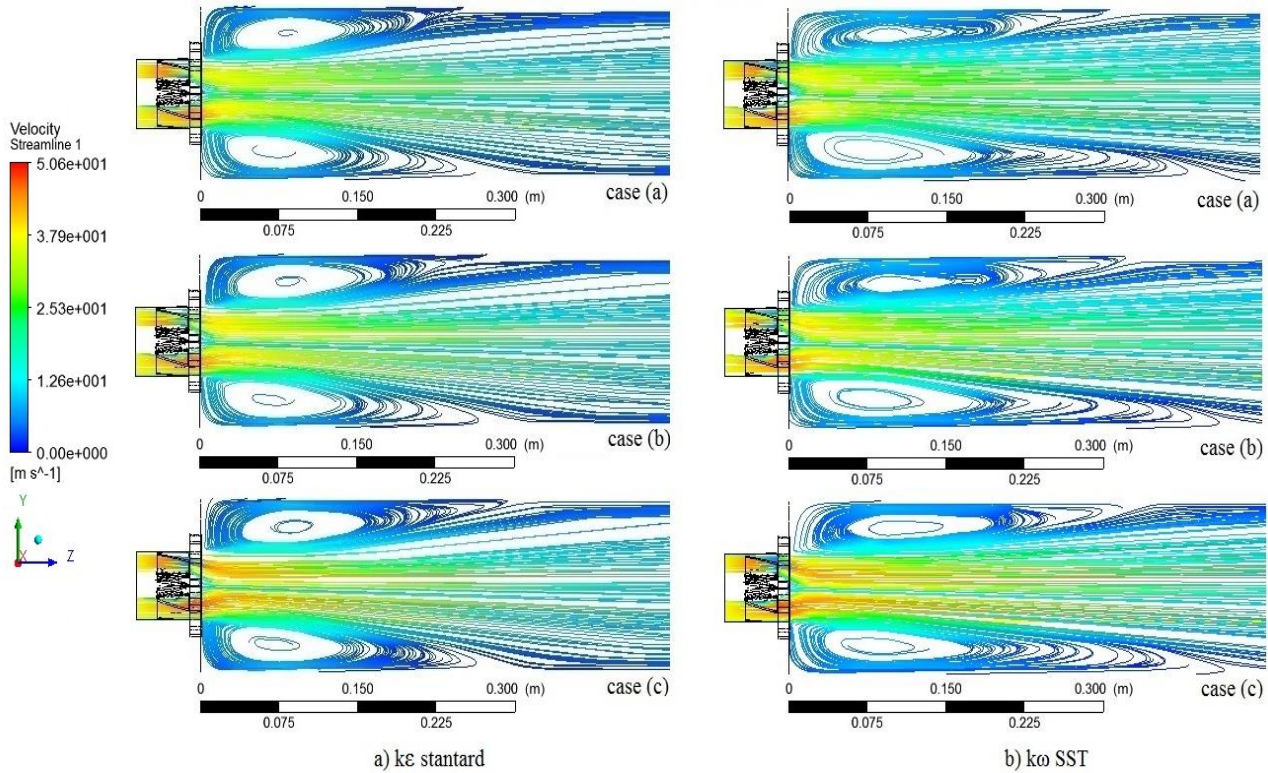 Velocity
Streamline 1
5.06e+001
3.79e+001
2.53e+001
1.26e+001
0.00e+000
[m s^-1]
Y
X
Z
case (a)
0 0.150 0.300 (m)
0.075 0.225
case (b)
0 0.150 0.300 (m)
0.075 0.225
case (c)
0 0.150 0.300 (m)
0.075 0.225
a) kε stantard
case (a)
0 0.150 0.300 (m)
0.075 0.225
case (b)
0 0.150 0.300 (m)
0.075 0.225
case (c)
0 0.150 0.300 (m)
0.075 0.225
b) kω SST